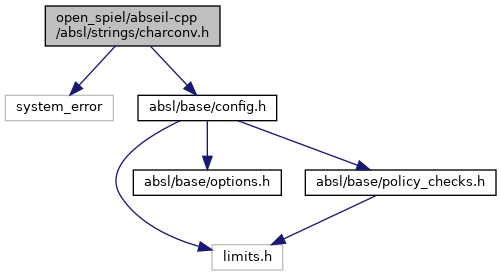 open_spiel/abseil-cpp
/absl/strings/charconv.h
system_error
absl/base/config.h
absl/base/options.h
absl/base/policy_checks.h
limits.h